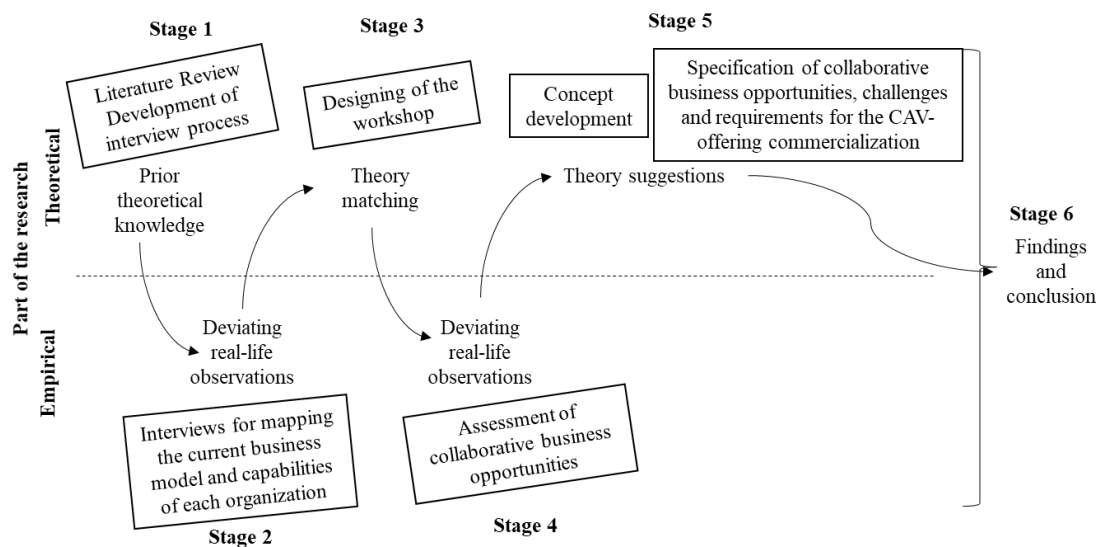 Stage 1
Stage 3
Stage 5
Literature Review
Development of
interview process
Designing of the
workshop
Concept
development
Specification of collaborative
business opportunities, challenges
and requirements for the CAV-
offering commercialization
Part of the research
Theoretical
Prior
theoretical
knowledge
Theory
matching
Theory suggestions
Stage 6
Findings
and
conclusion
Empirical
Deviating
real-life
observations
Deviating
real-life
observations
Interviews for mapping
the current business
model and capabilities
of each organization
Assessment of
collaborative business
opportunities
Stage 2
Stage 4